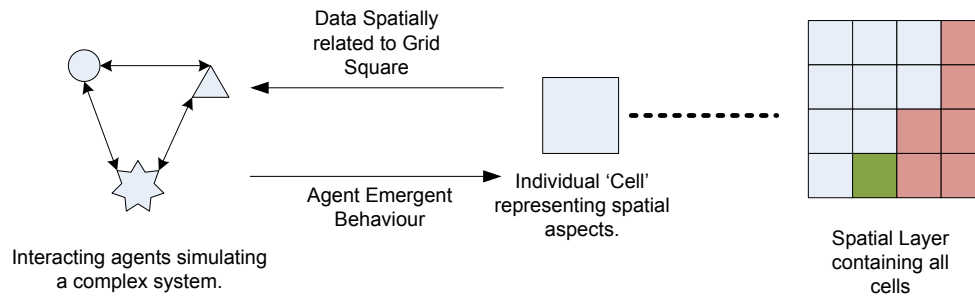 Data Spatially
related to Grid
Square
Agent Emergent
Behaviour
Interacting agents simulating
a complex system.
Individual ‘Cell’
representing spatial
aspects.
Spatial Layer
containing all
cells